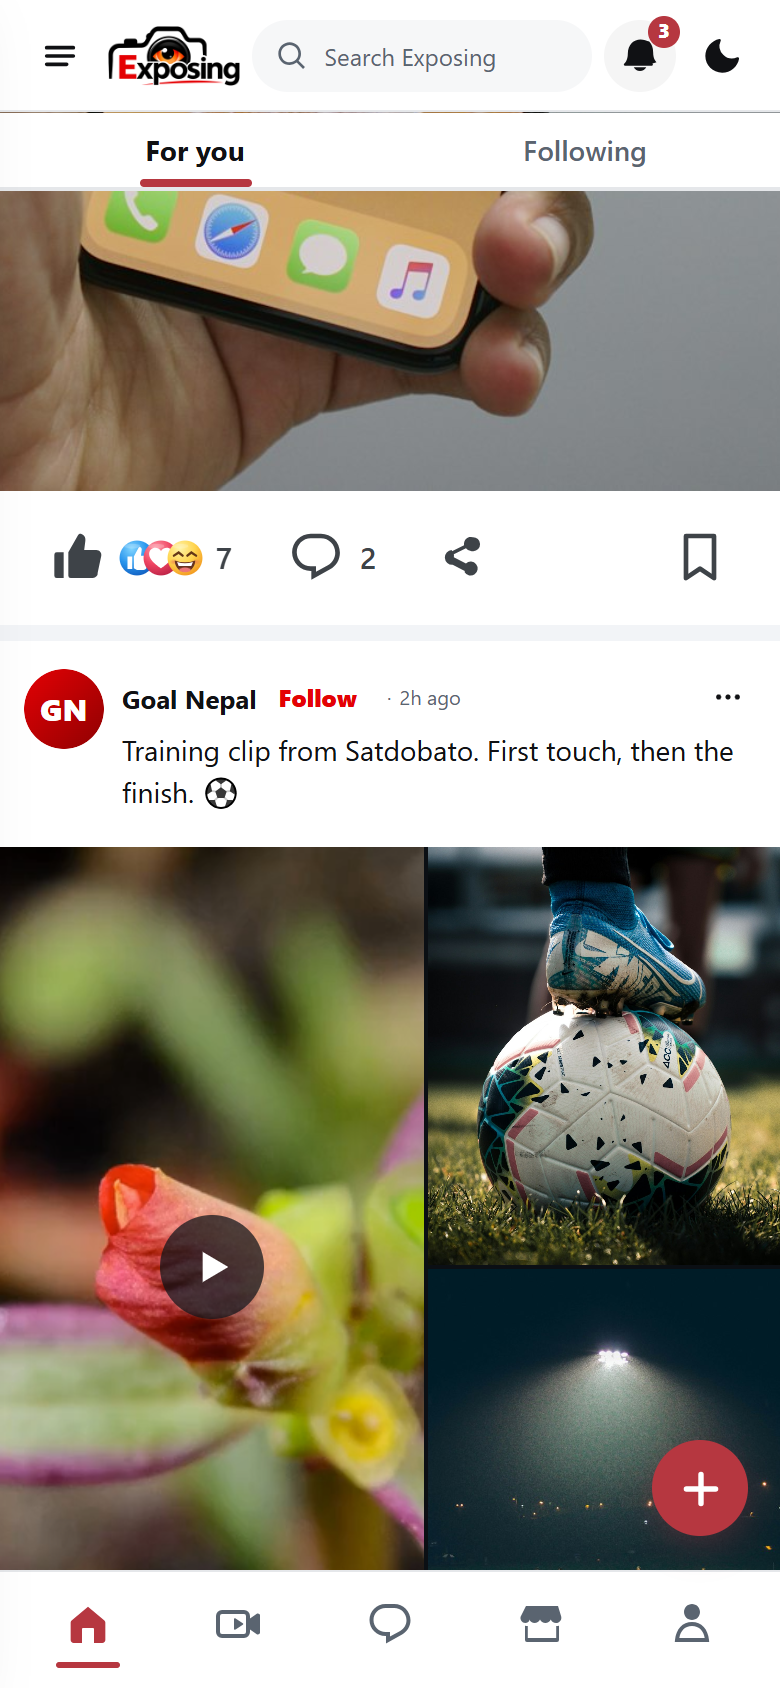 Exposing
Search Exposing
3
For you
Following
7
2
GN
Goal Nepal Follow · 2h ago
Training clip from Satdobato. First touch, then the
finish. ⚽